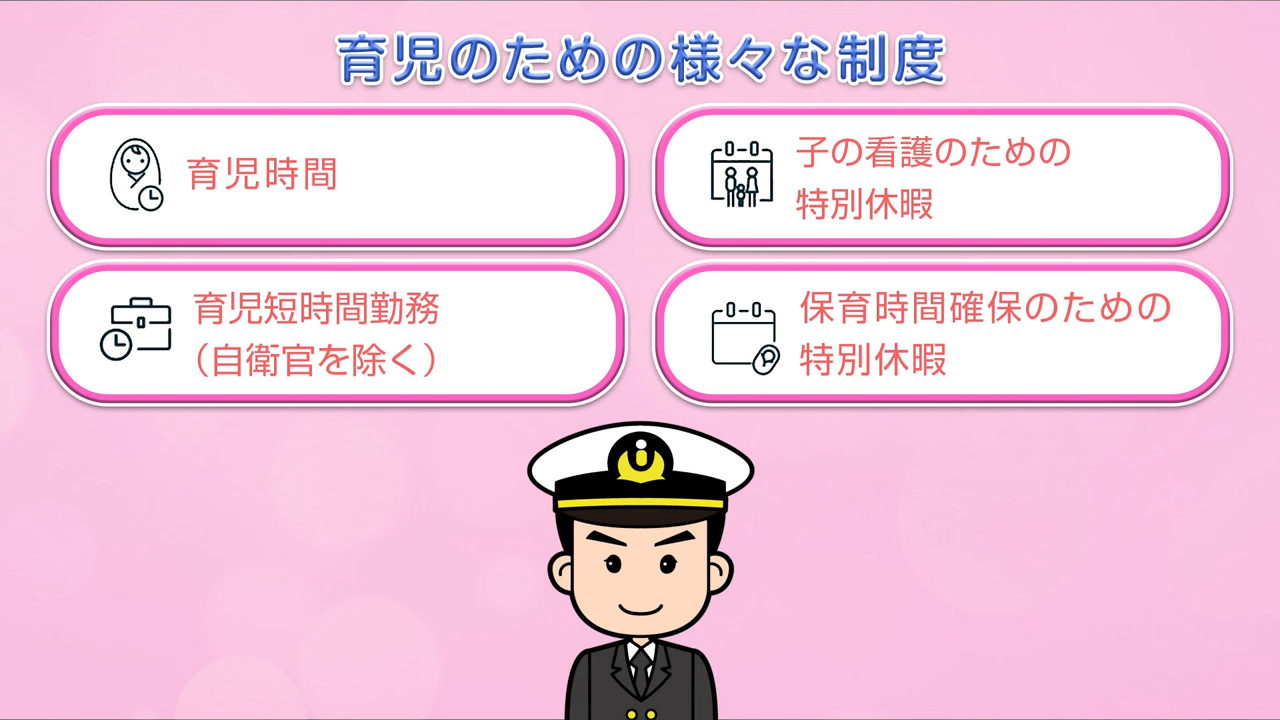 育児のための様々な制度
育児時間
子の看護のための
特別休暇
育児短時間勤務
（自衛官を除く）
保育時間確保のための
特別休暇